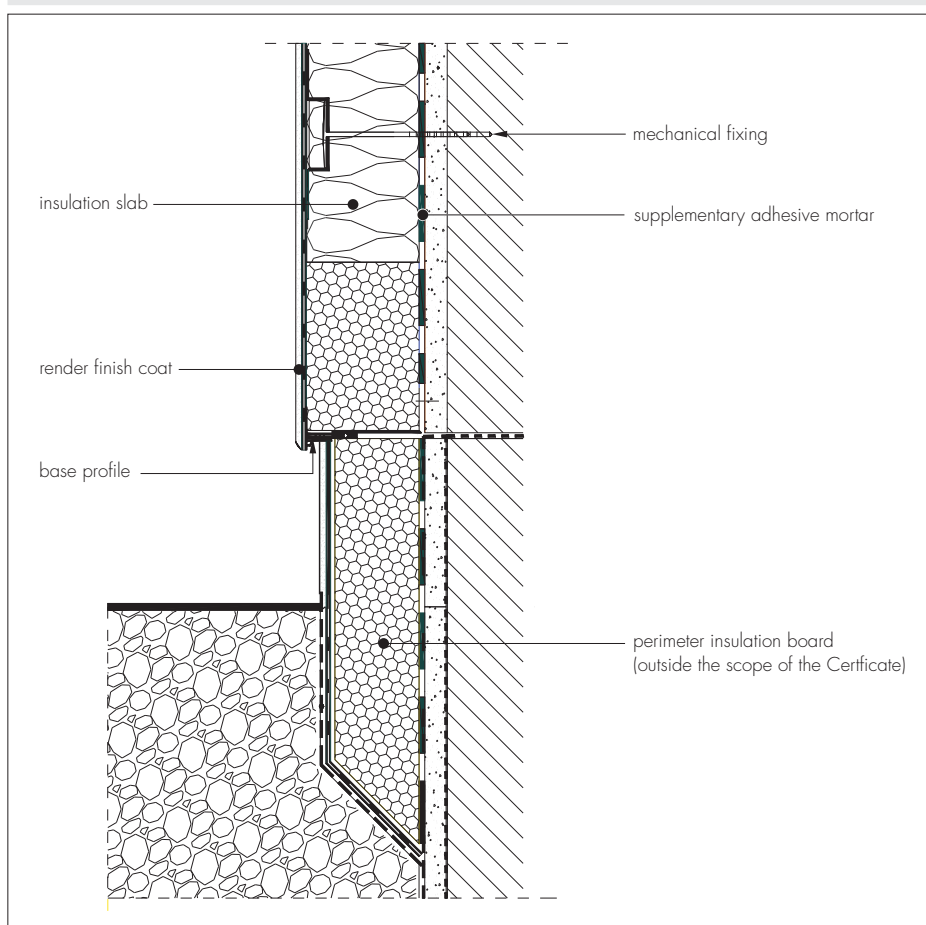 mechanical fixing
insulation slab
supplementary adhesive mortar
render finish coat
base profile
perimeter insulation board
(outside the scope of the Certficate)